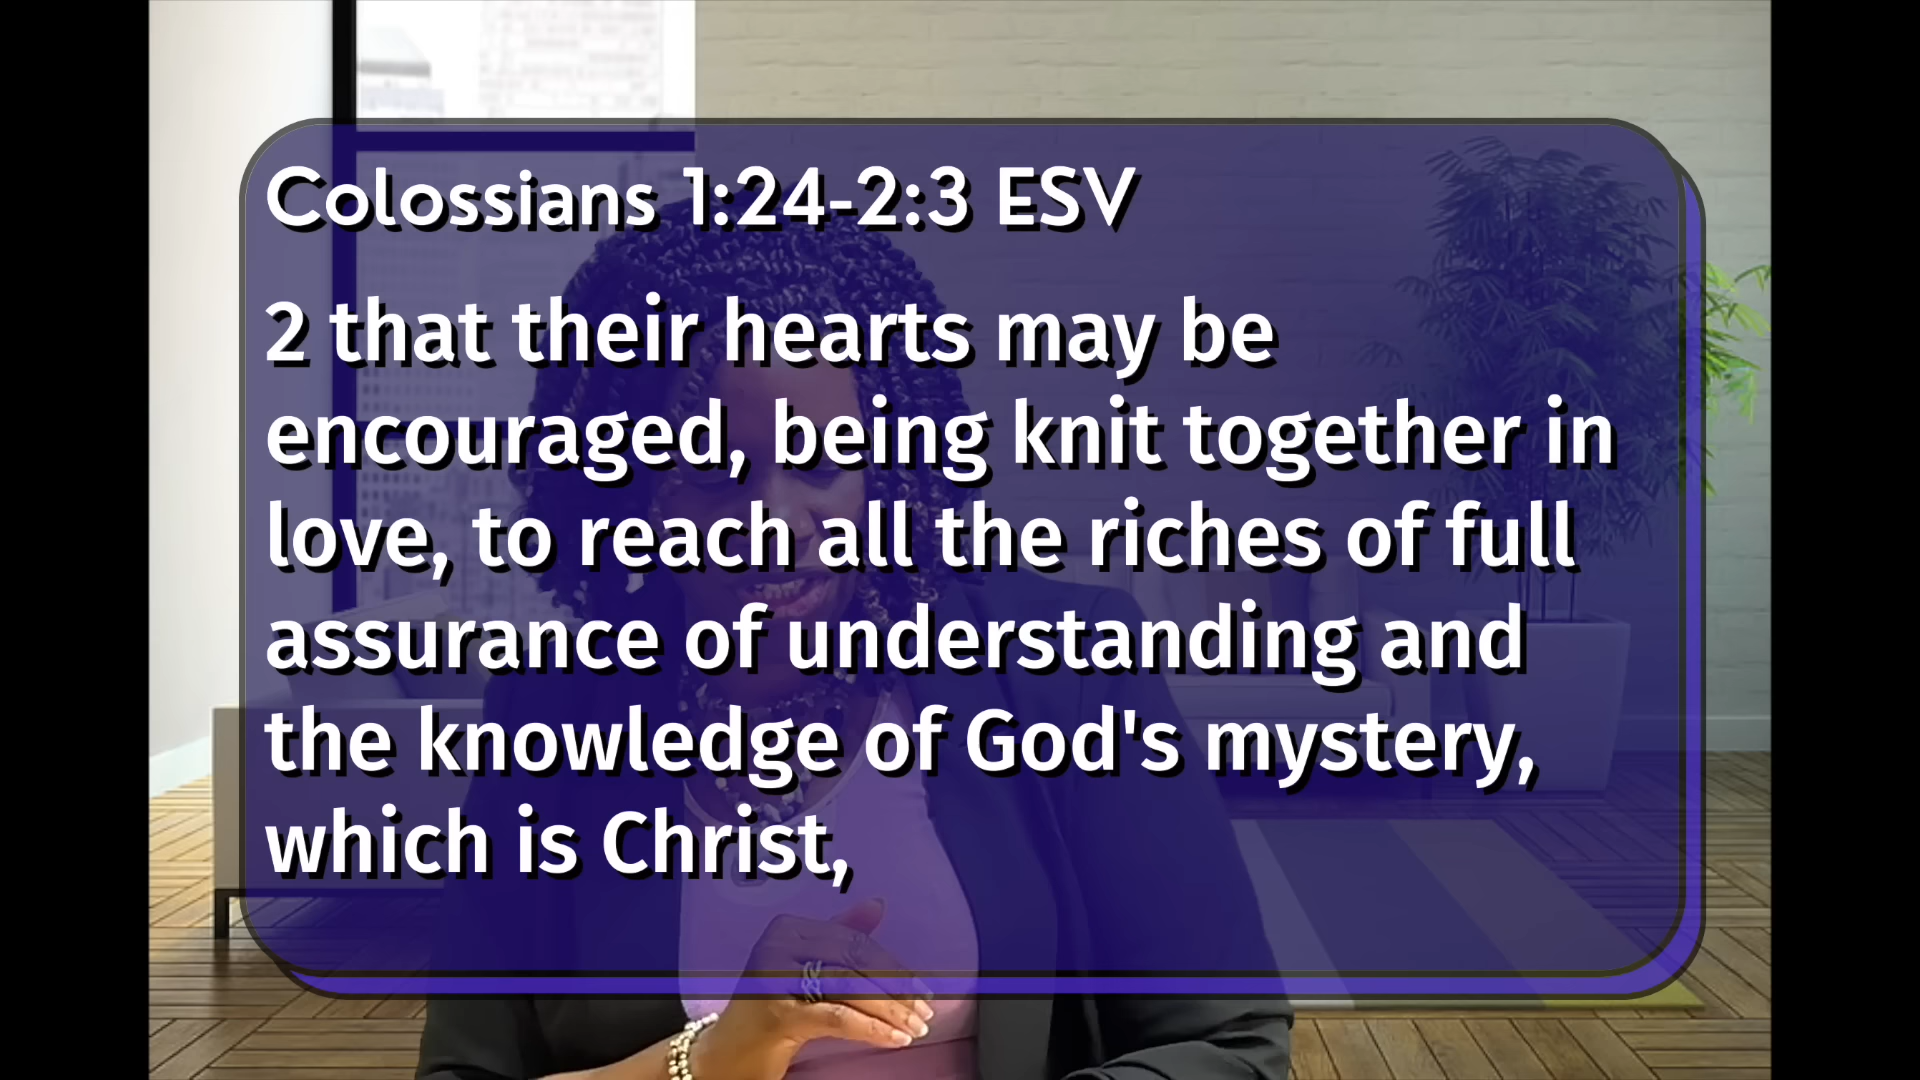 Colossians 1:24-2:3 ESV
2 that their hearts may be
encouraged, being knit together in
love, to reach all the riches of full
assurance of understanding and
the knowledge of God's mystery,
which is Christ,